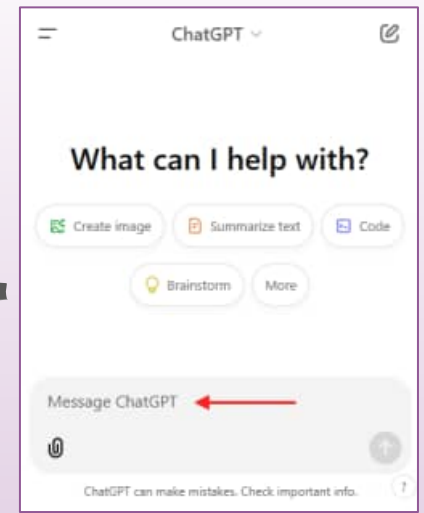 ChatGPT
What can I help with?
Create image Summarize text Code
Brainstorm More
Message ChatGPT
ChatGPT can make mistakes. Check important info. ?